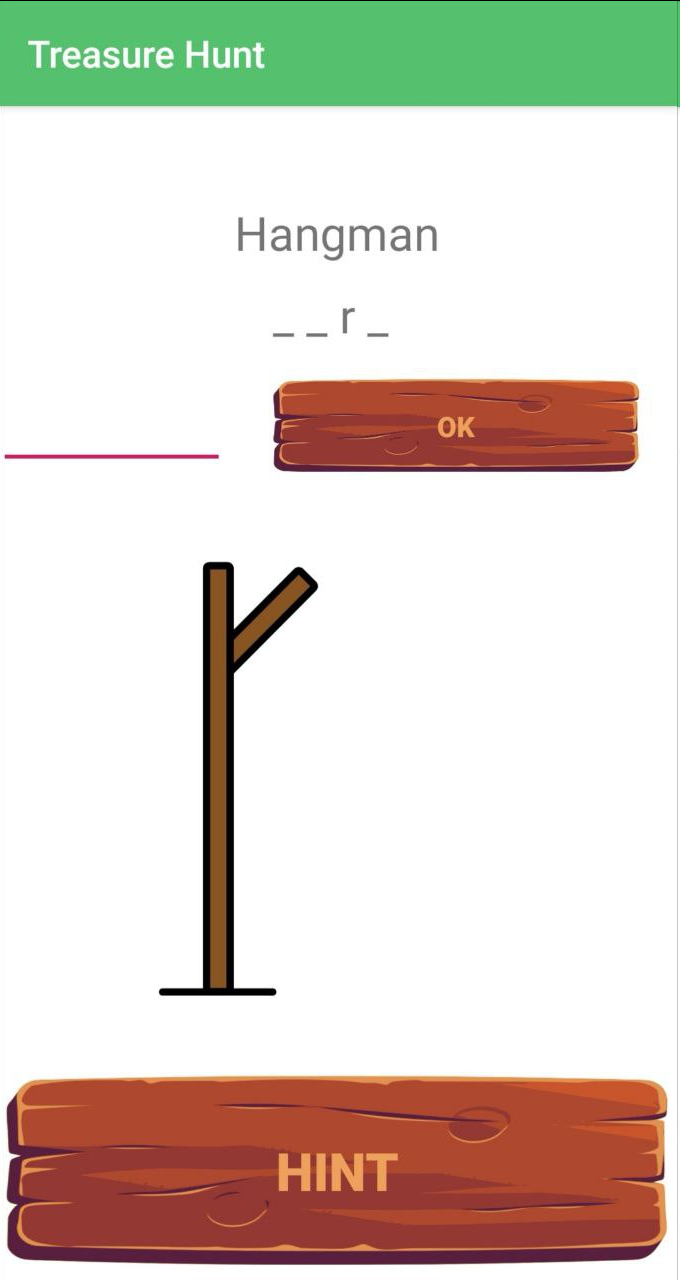 Treasure Hunt
Hangman
_ _ r _
OK
HINT